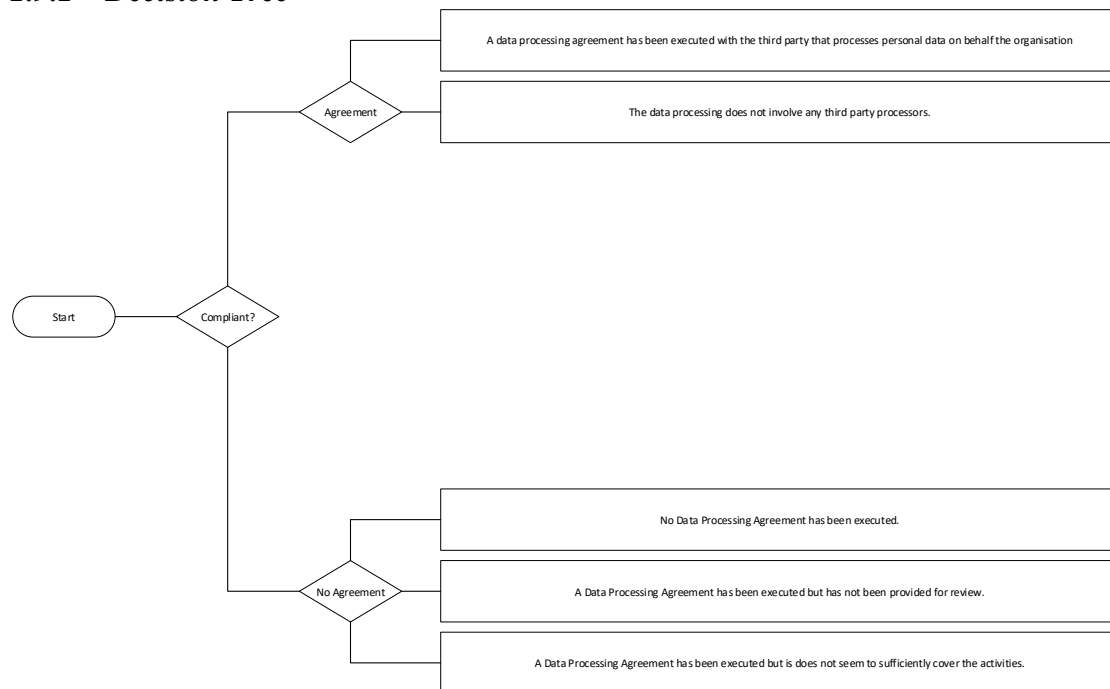 A data processing agreement has been executed with the third party that processes personal data on behalf the organisation
Agreement
The data processing does not involve any third party processors.
Start
Compliant?
No Data Processing Agreement has been executed.
No Agreement
A Data Processing Agreement has been executed but has not been provided for review.
A Data Processing Agreement has been executed but is does not seem to sufficiently cover the activities.